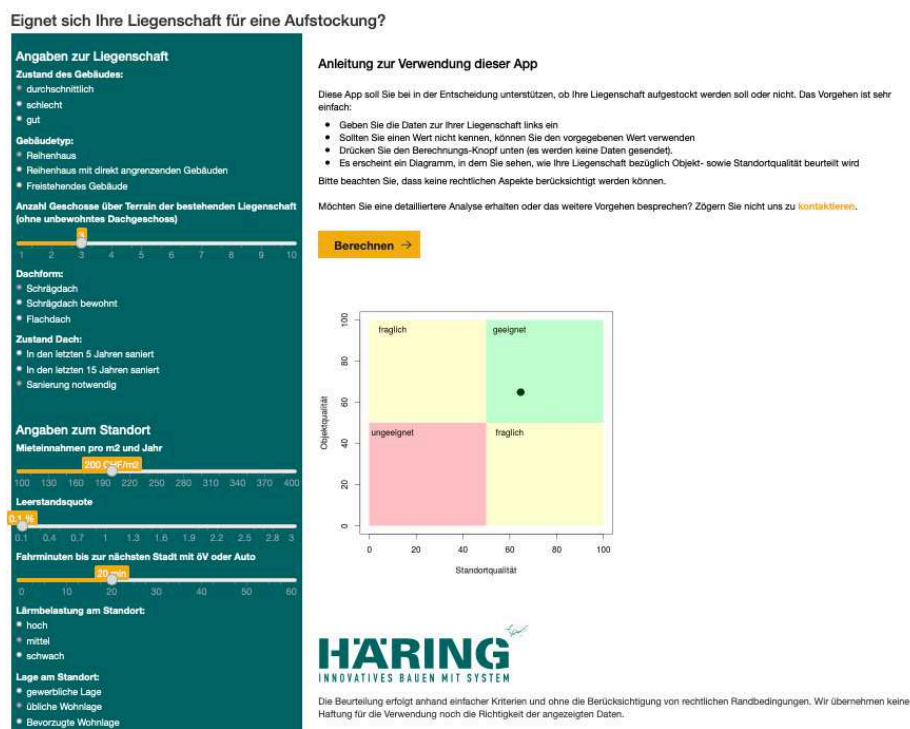 Eignet sich Ihre Liegenschaft für eine Aufstockung?
Angaben zur Liegenschaft
Zustand des Gebäudes:
durchschnittlich
schlecht
gut
Gebäudetyp:
Reihenhaus
Reihenhaus mit direkt angrenzenden Gebäuden
Freistehendes Gebäude
Anzahl Geschosse über Terrain der bestehenden Liegenschaft
(ohne unbewohntes Dachgeschoss)
3
1 2 3 4 5 6 7 8 9 10
Dachform:
Schrägdach
Schrägdach bewohnt
Flachdach
Zustand Dach:
In den letzten 5 Jahren saniert
In den letzten 15 Jahren saniert
Sanierung notwendig
Angaben zum Standort
Mieteinnahmen pro m2 und Jahr
200 CHF/m2
100 130 160 190 220 250 280 310 340 370 400
Leerstandsquote
0.1 %
0.1 0.4 0.7 1 1.3 1.6 1.9 2.2 2.5 2.8 3
Fahrminuten bis zur nächsten Stadt mit öV oder Auto
20 min
0 10 20 30 40 50 60
Lärmbelastung am Standort:
hoch
mittel
schwach
Lage am Standort:
gewerbliche Lage
übliche Wohnlage
Bevorzugte Wohnlage
Anleitung zur Verwendung dieser App
Diese App soll Sie bei in der Entscheidung unterstützen, ob Ihre Liegenschaft aufgestockt werden soll oder nicht. Das Vorgehen ist sehr
einfach:
Geben Sie die Daten zur Ihrer Liegenschaft links ein
Sollten Sie einen Wert nicht kennen, können Sie den vorgegebenen Wert verwenden
Drücken Sie den Berechnungs-Knopf unten (es werden keine Daten gesendet).
Es erscheint ein Diagramm, in dem Sie sehen, wie Ihre Liegenschaft bezüglich Objekt- sowie Standortqualität beurteilt wird
Bitte beachten Sie, dass keine rechtlichen Aspekte berücksichtigt werden können.
Möchten Sie eine detailliertere Analyse erhalten oder das weitere Vorgehen besprechen? Zögern Sie nicht uns zu kontaktieren.
Berechnen →
fraglich geeignet
ungeeignet fraglich
Objektqualität
100
80
60
40
20
0
0 20 40 60 80 100
Standortqualität
HÄRING
INNOVATIVES BAUEN MIT SYSTEM
Die Beurteilung erfolgt anhand einfacher Kriterien und ohne die Berücksichtigung von rechtlichen Randbedingungen. Wir übernehmen keine
Haftung für die Verwendung noch die Richtigkeit der angezeigten Daten.